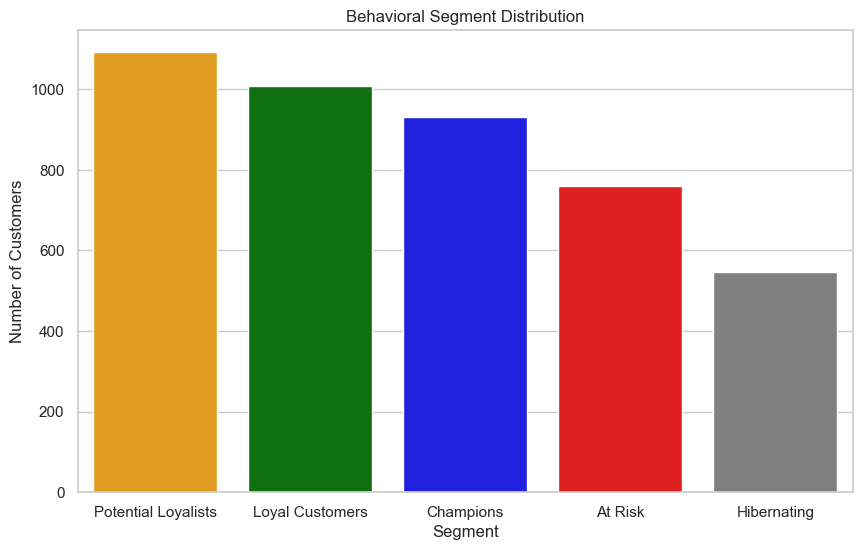 Behavioral Segment Distribution
Number of Customers
1000
800
600
400
200
0
Potential Loyalists
Loyal Customers
Champions
At Risk
Hibernating
Segment